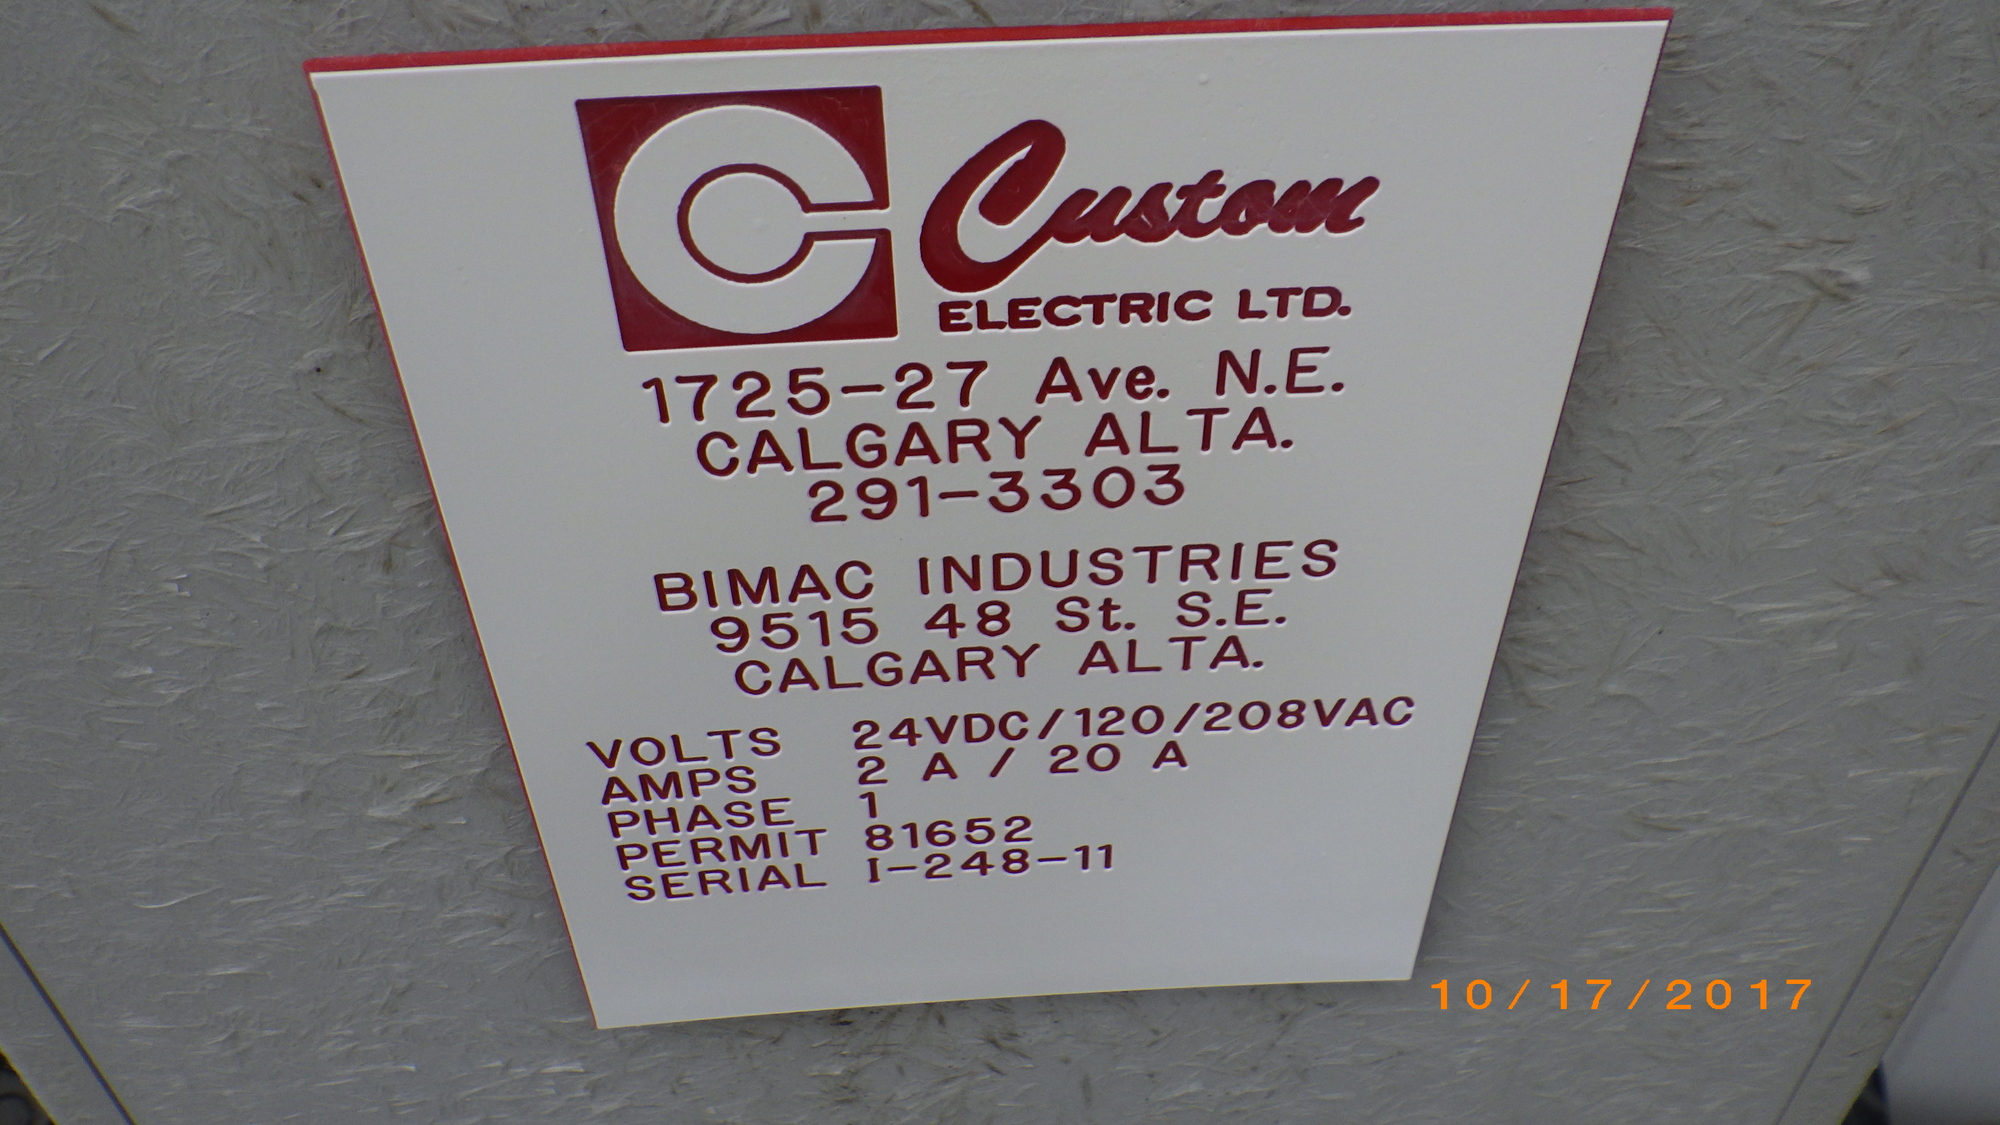 C Custom
ELECTRIC LTD.
1725-27 Ave. N.E.
CALGARY ALTA.
291-3303
BIMAC INDUSTRIES
9515 48 St. S.E.
CALGARY ALTA.
VOLTS 24VDC/120/208VAC
AMPS 2 A / 20 A
PHASE 1
PERMIT 81652
SERIAL I-248-11
10/17/2017